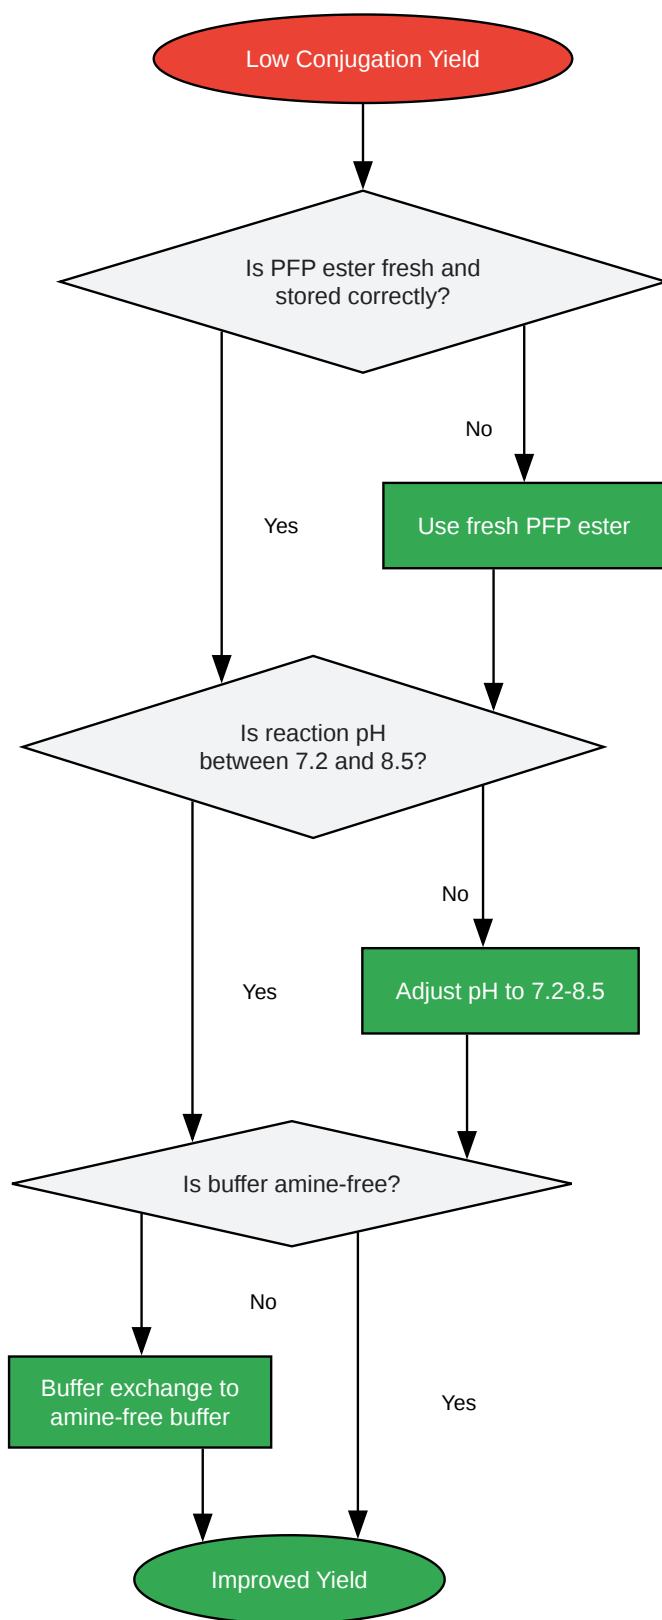 Low Conjugation Yield
Is PFP ester fresh and
stored correctly?
No
Yes
Use fresh PFP ester
Is reaction pH
between 7.2 and 8.5?
No
Yes
Adjust pH to 7.2-8.5
Is buffer amine-free?
No
Buffer exchange to
amine-free buffer
Yes
Improved Yield